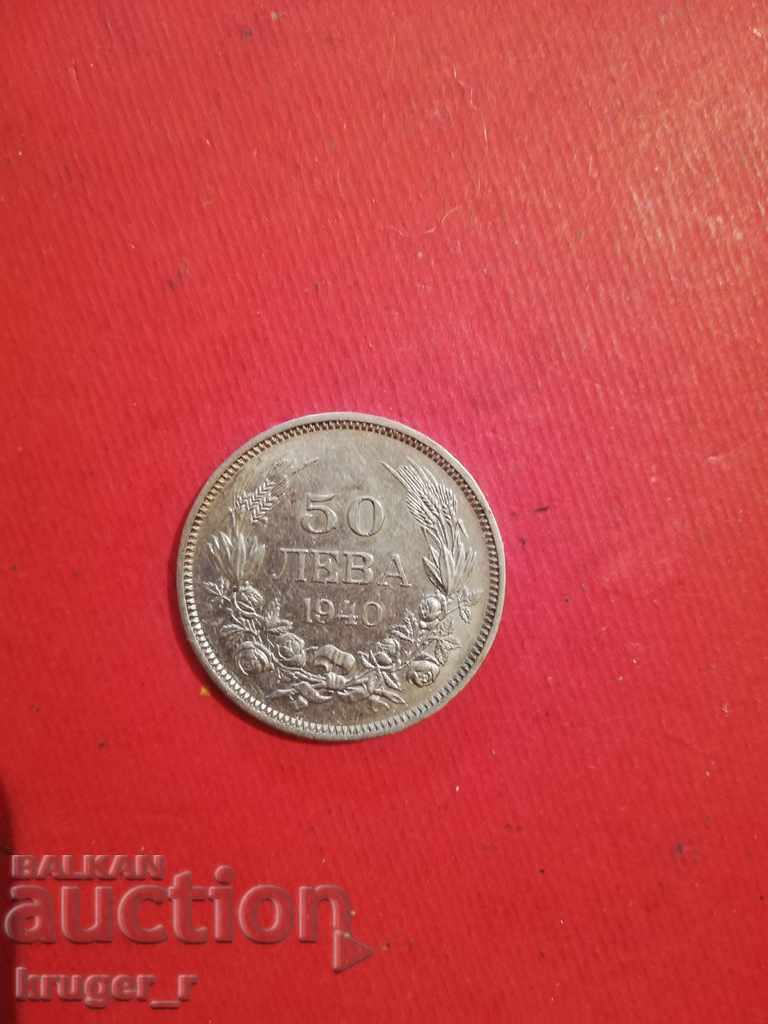 50
ЛЕВА
1940
BALKAN
auction
kruger_r